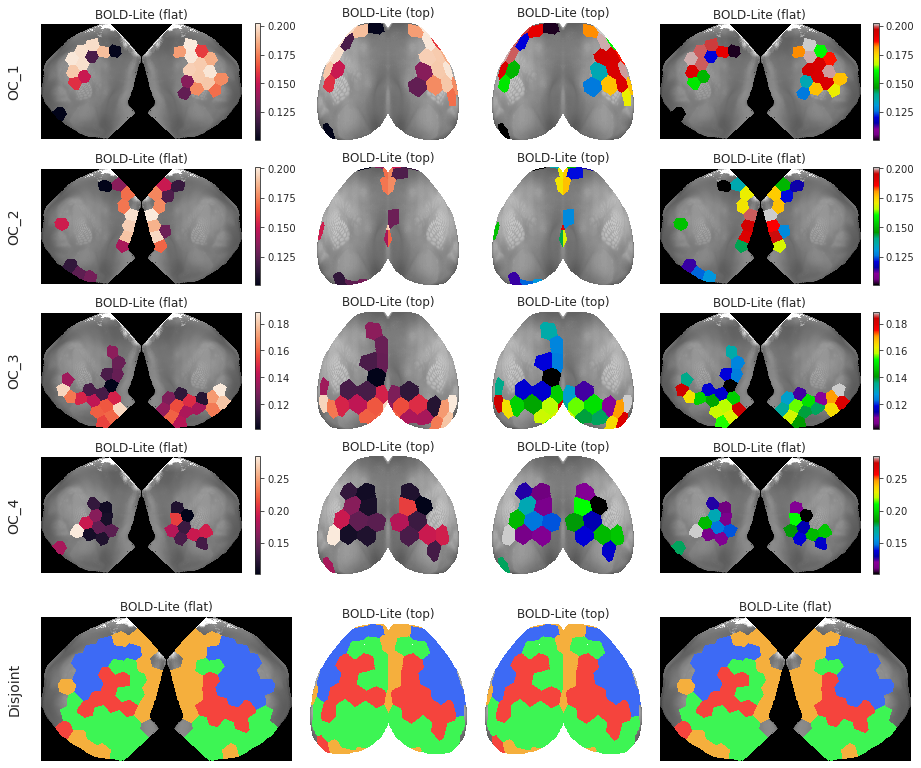 BOLD-Lite (flat) BOLD-Lite (top) BOLD-Lite (top) BOLD-Lite (flat)
OC_1
0.200 0.200
0.175 0.175
0.150 0.150
0.125 0.125
BOLD-Lite (flat) BOLD-Lite (top) BOLD-Lite (top) BOLD-Lite (flat)
OC_2
0.200 0.200
0.175 0.175
0.150 0.150
0.125 0.125
BOLD-Lite (flat) BOLD-Lite (top) BOLD-Lite (top) BOLD-Lite (flat)
OC_3
0.18 0.18
0.16 0.16
0.14 0.14
0.12 0.12
BOLD-Lite (flat) BOLD-Lite (top) BOLD-Lite (top) BOLD-Lite (flat)
OC_4
0.25 0.25
0.20 0.20
0.15 0.15
BOLD-Lite (flat) BOLD-Lite (top) BOLD-Lite (top) BOLD-Lite (flat)
Disjoint